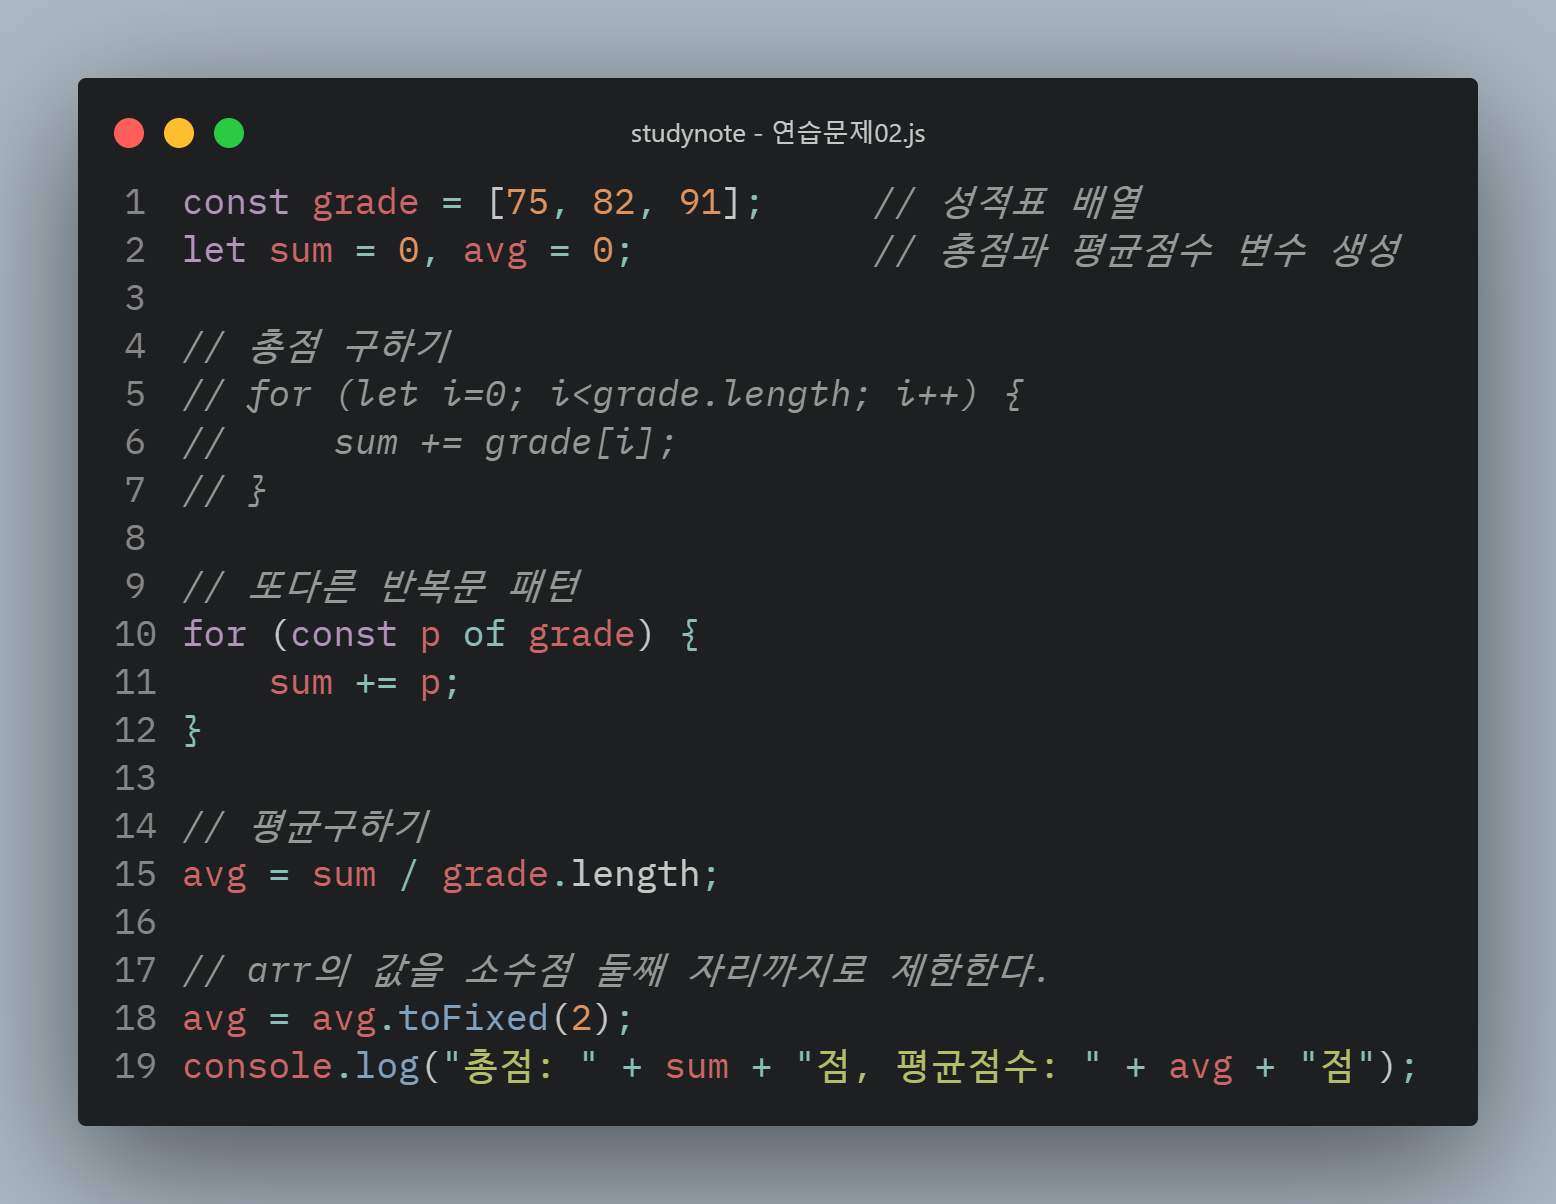 studynote - 연습문제02.js
1 const grade = [75, 82, 91];     // 성적표 배열
2 let sum = 0, avg = 0;           // 총점과 평균점수 변수 생성
3
4 // 총점 구하기
5 // for (let i=0; i<grade.length; i++) {
6 //     sum += grade[i];
7 // }
8
9 // 또다른 반복문 패턴
10 for (const p of grade) {
11     sum += p;
12 }
13
14 // 평균구하기
15 avg = sum / grade.length;
16
17 // arr의 값을 소수점 둘째 자리까지로 제한한다.
18 avg = avg.toFixed(2);
19 console.log("총점: " + sum + "점, 평균점수: " + avg + "점");